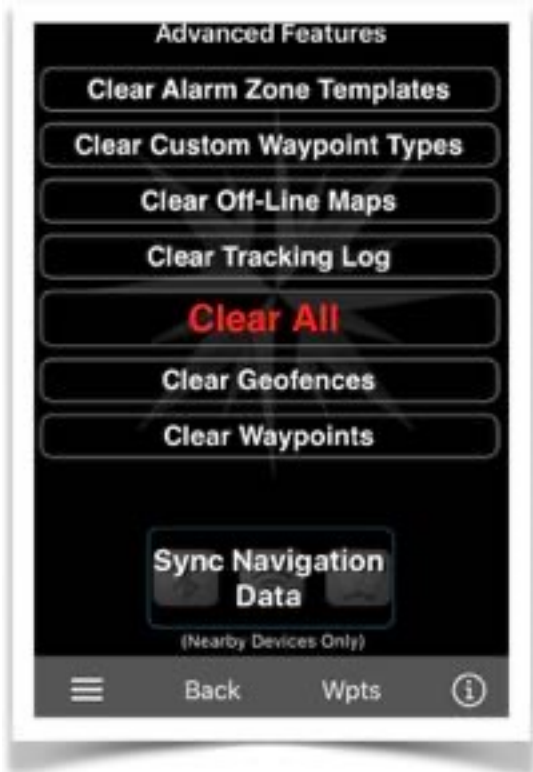 Advanced Features
Clear Alarm Zone Templates
Clear Custom Waypoint Types
Clear Off-Line Maps
Clear Tracking Log
Clear All
Clear Geofences
Clear Waypoints
Sync Navigation
Data
(Nearby Devices Only)
Back Wpts